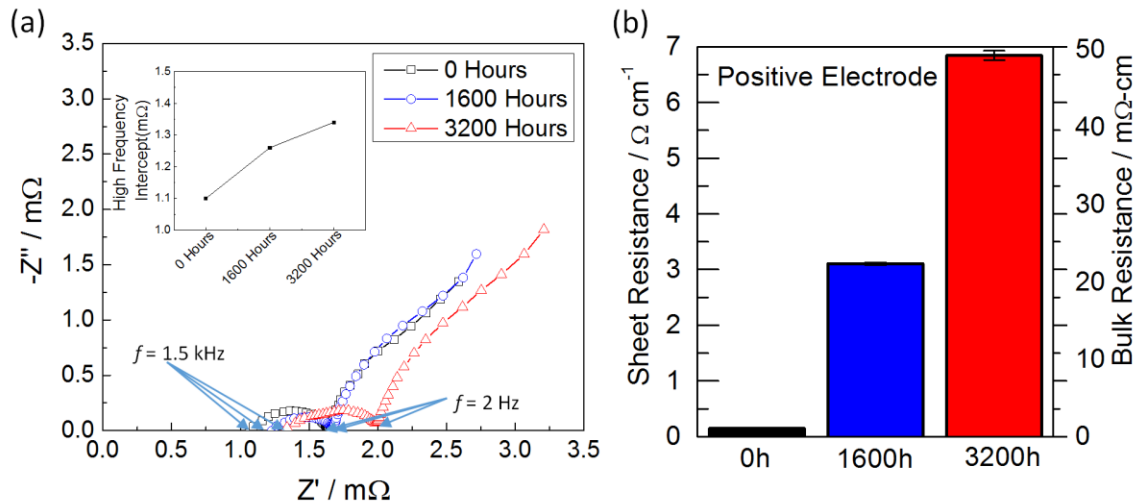 (a)
3.5
3.0
2.5
2.0
1.5
1.0
0.5
0.0
-Z" / mΩ
0.0 0.5 1.0 1.5 2.0 2.5 3.0 3.5
Z' / mΩ
0 Hours
1600 Hours
3200 Hours
High Frequency
Intercept(mΩ)
1.5
1.4
1.3
1.2
1.1
1.0
0 Hours
1600 Hours
3200 Hours
f = 1.5 kHz
f = 2 Hz
(b)
Positive Electrode
Sheet Resistance / Ω cm⁻¹
7
6
5
4
3
2
1
0
0h 1600h 3200h
50
40
30
20
10
0
Bulk Resistance / mΩ-cm